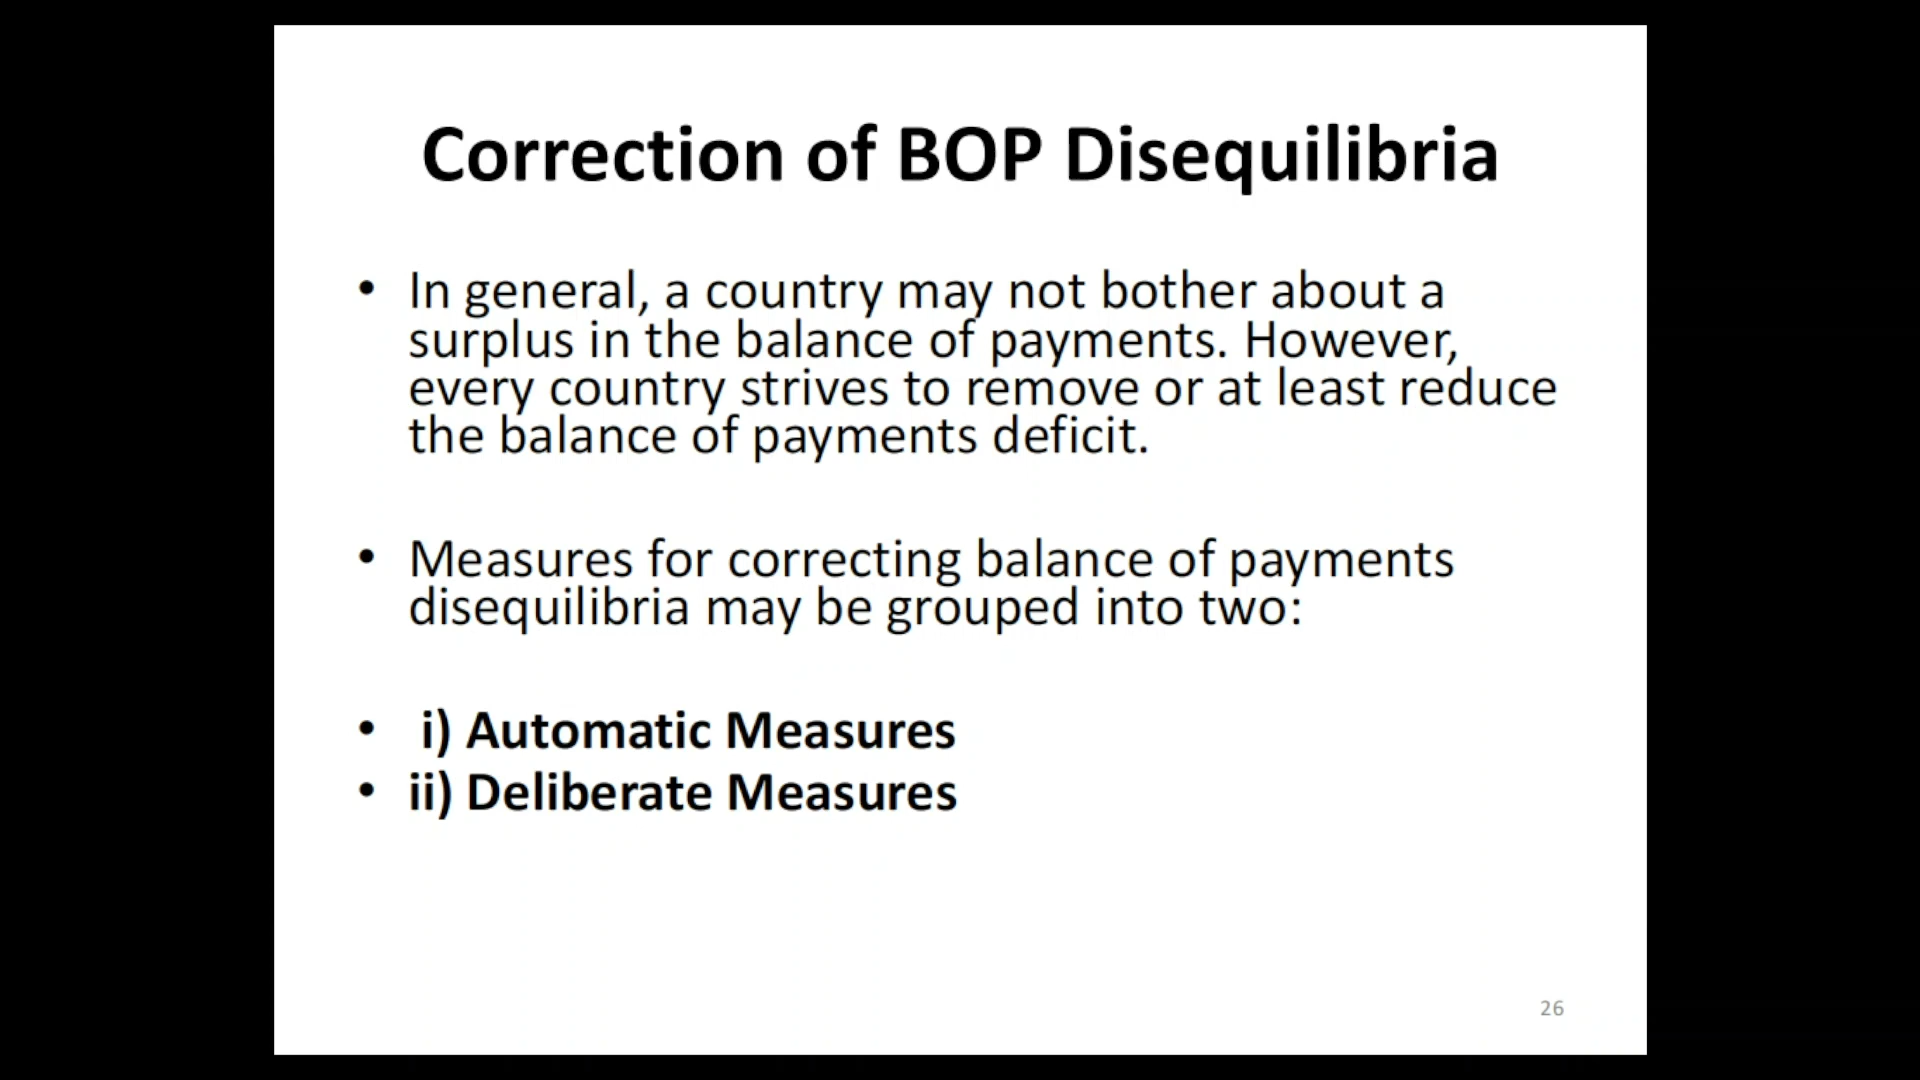 Correction of BOP Disequilibria
• In general, a country may not bother about a
surplus in the balance of payments. However,
every country strives to remove or at least reduce
the balance of payments deficit.
• Measures for correcting balance of payments
disequilibria may be grouped into two:
• i) Automatic Measures
• ii) Deliberate Measures
26